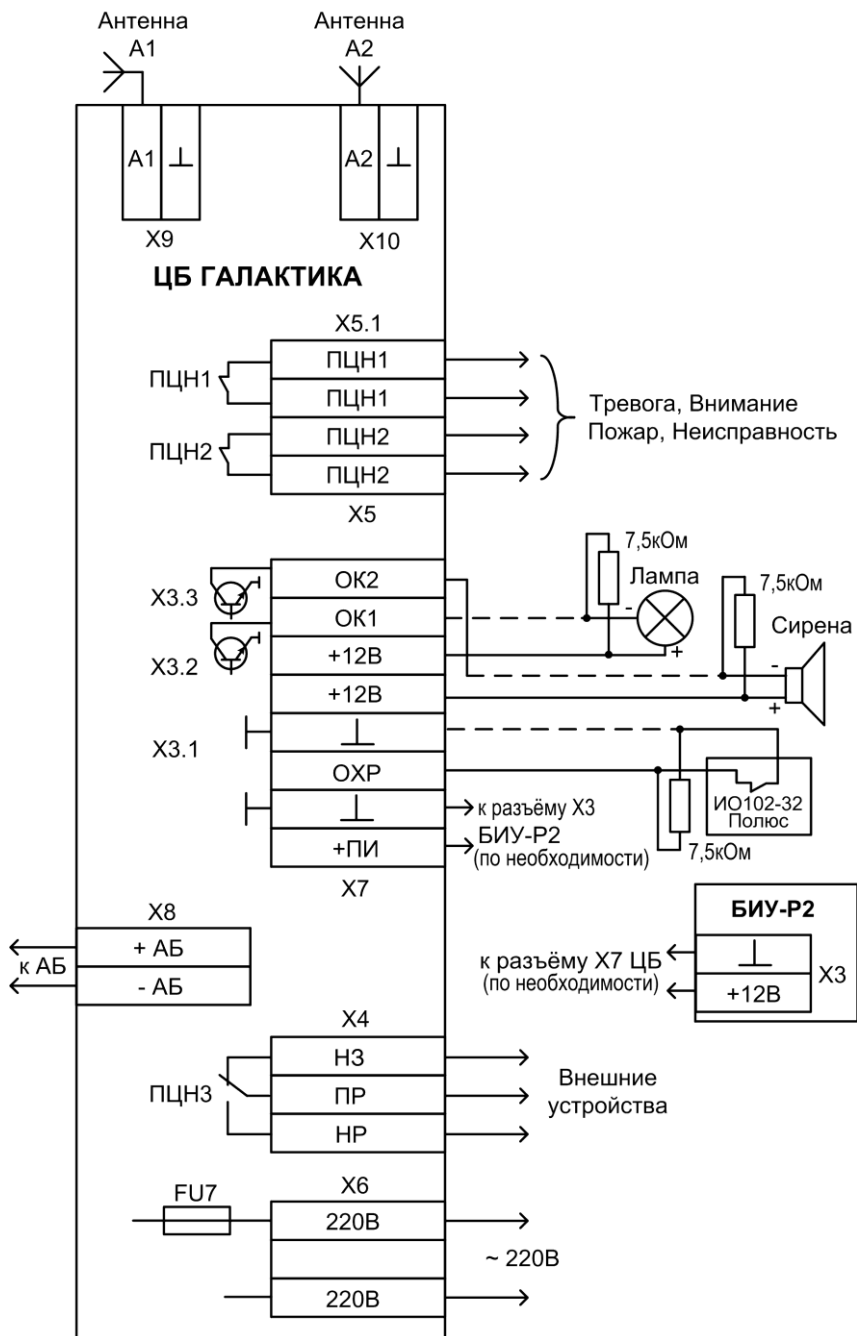 Антенна
А1
Антенна
А2
А1
⊥
А2
⊥
X9
X10
ЦБ ГАЛАКТИКА
X5.1
ПЦН1
ПЦН1
ПЦН1
ПЦН2
ПЦН2
ПЦН2
X5
Тревога, Внимание
Пожар, Неисправность
X3.3
X3.2
X3.1
ОК2
ОК1
+12В
+12В
⊥
ОХР
⊥
+ПИ
X7
7,5кОм
Лампа
-
+
7,5кОм
Сирена
-
+
ИО102-32
Полюс
7,5кОм
к разъёму X3
БИУ-Р2
(по необходимости)
X8
+ АБ
- АБ
к АБ
БИУ-Р2
⊥
+12В
X3
к разъёму X7 ЦБ
(по необходимости)
X4
НЗ
ПР
НР
ПЦН3
Внешние
устройства
FU7
X6
220В
220В
~ 220В